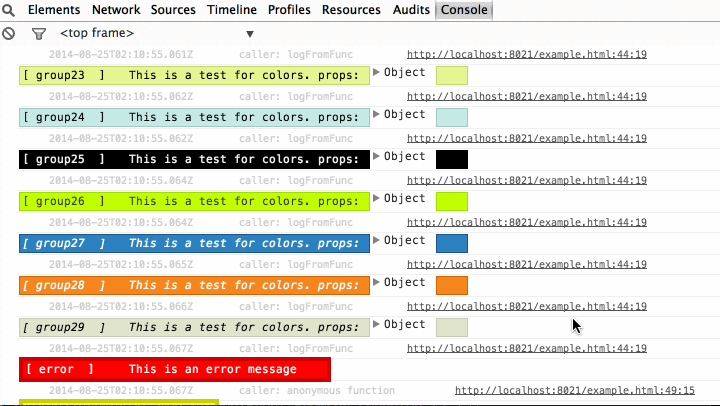 Elements Network Sources Timeline Profiles Resources Audits Console
<top frame> ▼
2014-08-25T02:10:55.061Z caller: logFromFunc http://localhost:8021/example.html:44:19
[ group23 ] This is a test for colors. props: ▶ Object
2014-08-25T02:10:55.062Z caller: logFromFunc http://localhost:8021/example.html:44:19
[ group24 ] This is a test for colors. props: ▶ Object
2014-08-25T02:10:55.062Z caller: logFromFunc http://localhost:8021/example.html:44:19
[ group25 ] This is a test for colors. props: ▶ Object
2014-08-25T02:10:55.064Z caller: logFromFunc http://localhost:8021/example.html:44:19
[ group26 ] This is a test for colors. props: ▶ Object
2014-08-25T02:10:55.064Z caller: logFromFunc http://localhost:8021/example.html:44:19
[ group27 ] This is a test for colors. props: ▶ Object
2014-08-25T02:10:55.065Z caller: logFromFunc http://localhost:8021/example.html:44:19
[ group28 ] This is a test for colors. props: ▶ Object
2014-08-25T02:10:55.066Z caller: logFromFunc http://localhost:8021/example.html:44:19
[ group29 ] This is a test for colors. props: ▶ Object
2014-08-25T02:10:55.067Z caller: logFromFunc http://localhost:8021/example.html:44:19
[ error ] This is an error message
2014-08-25T02:10:55.067Z caller: anonymous function http://localhost:8021/example.html:49:15